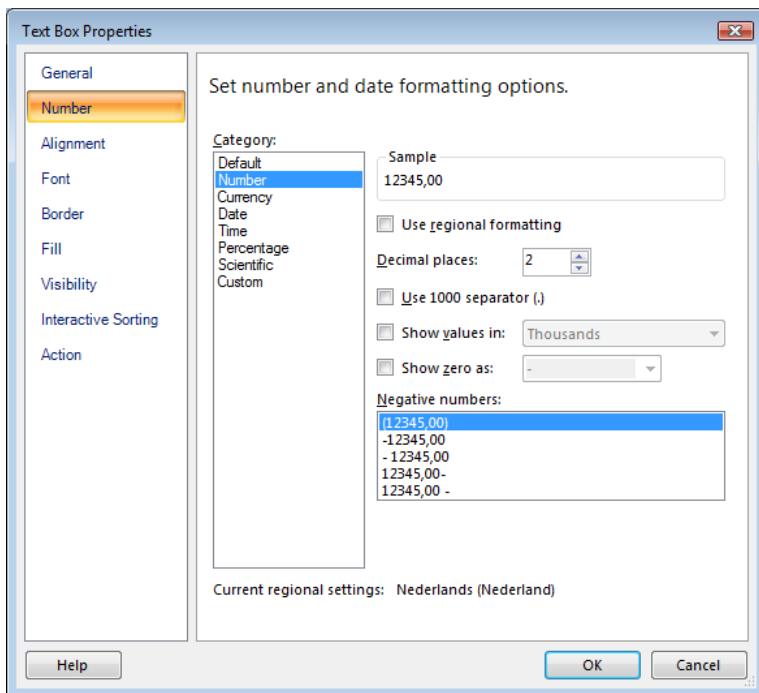 Text Box Properties
General
Number
Alignment
Font
Border
Fill
Visibility
Interactive Sorting
Action
Set number and date formatting options.
Category:
Default
Number
Currency
Date
Time
Percentage
Scientific
Custom
Sample
12345,00
Use regional formatting
Decimal places: 2
Use 1000 separator (.)
Show values in: Thousands
Show zero as: -
Negative numbers:
(12345,00)
-12345,00
- 12345,00
12345,00-
12345,00 -
Current regional settings: Nederlands (Nederland)
Help OK Cancel